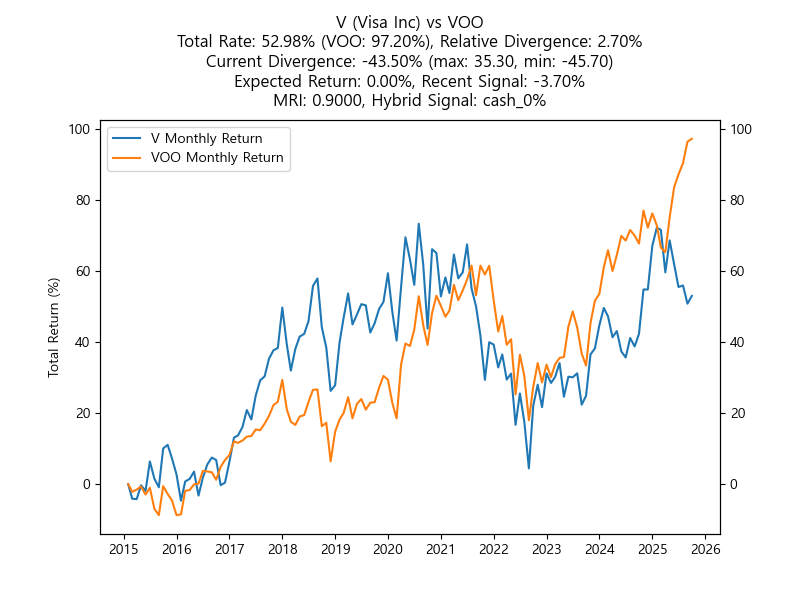 V (Visa Inc) vs VOO
Total Rate: 52.98% (VOO: 97.20%), Relative Divergence: 2.70%
Current Divergence: -43.50% (max: 35.30, min: -45.70)
Expected Return: 0.00%, Recent Signal: -3.70%
MRI: 0.9000, Hybrid Signal: cash_0%
V Monthly Return
VOO Monthly Return
Total Return (%)
100
80
60
40
20
0
100
80
60
40
20
0
2015 2016 2017 2018 2019 2020 2021 2022 2023 2024 2025 2026